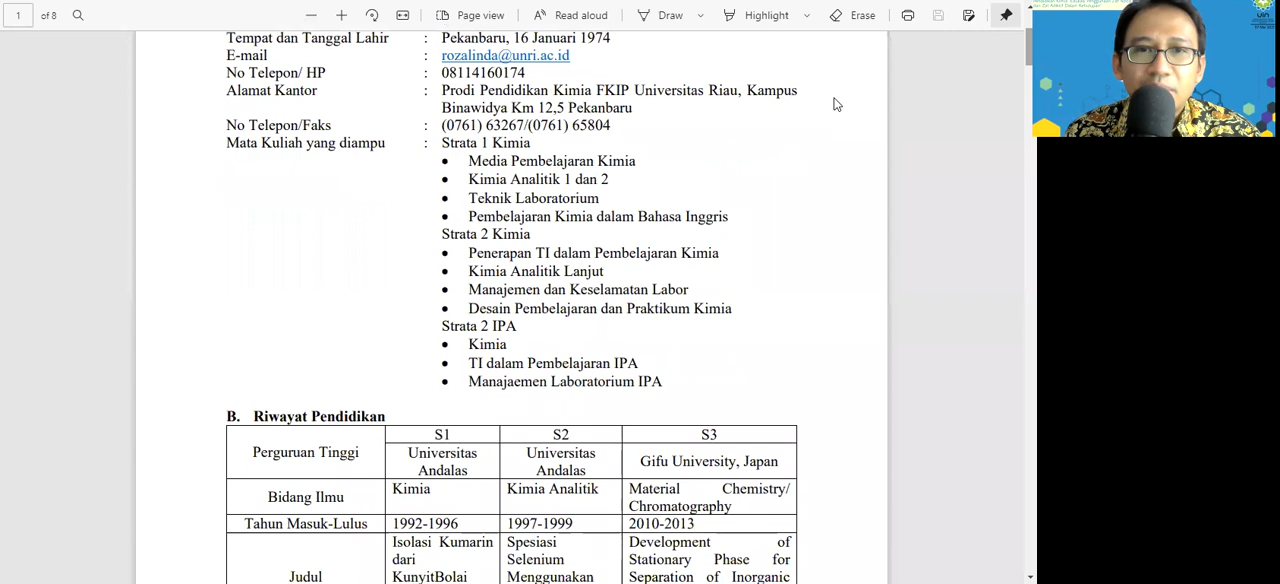 1 of 8 Page view Read aloud Draw Highlight Erase
uin
Tempat dan Tanggal Lahir : Pekanbaru, 16 Januari 1974
E-mail : rozalinda@unri.ac.id
No Telepon/ HP : 08114160174
Alamat Kantor : Prodi Pendidikan Kimia FKIP Universitas Riau, Kampus
Binawidya Km 12,5 Pekanbaru
No Telepon/Faks : (0761) 63267/(0761) 65804
Mata Kuliah yang diampu : Strata 1 Kimia
• Media Pembelajaran Kimia
• Kimia Analitik 1 dan 2
• Teknik Laboratorium
• Pembelajaran Kimia dalam Bahasa Inggris
Strata 2 Kimia
• Penerapan TI dalam Pembelajaran Kimia
• Kimia Analitik Lanjut
• Manajemen dan Keselamatan Labor
• Desain Pembelajaran dan Praktikum Kimia
Strata 2 IPA
• Kimia
• TI dalam Pembelajaran IPA
• Manajaemen Laboratorium IPA
B. Riwayat Pendidikan
Perguruan Tinggi S1 S2 S3
Universitas Universitas Gifu University, Japan
Andalas Andalas
Bidang Ilmu Kimia Kimia Analitik Material Chemistry/
Chromatography
Tahun Masuk-Lulus 1992-1996 1997-1999 2010-2013
Judul Isolasi Kumarin Spesiasi Development of
dari Selenium Stationary Phase for
KunyitBolai Menggunakan Separation of Inorganic